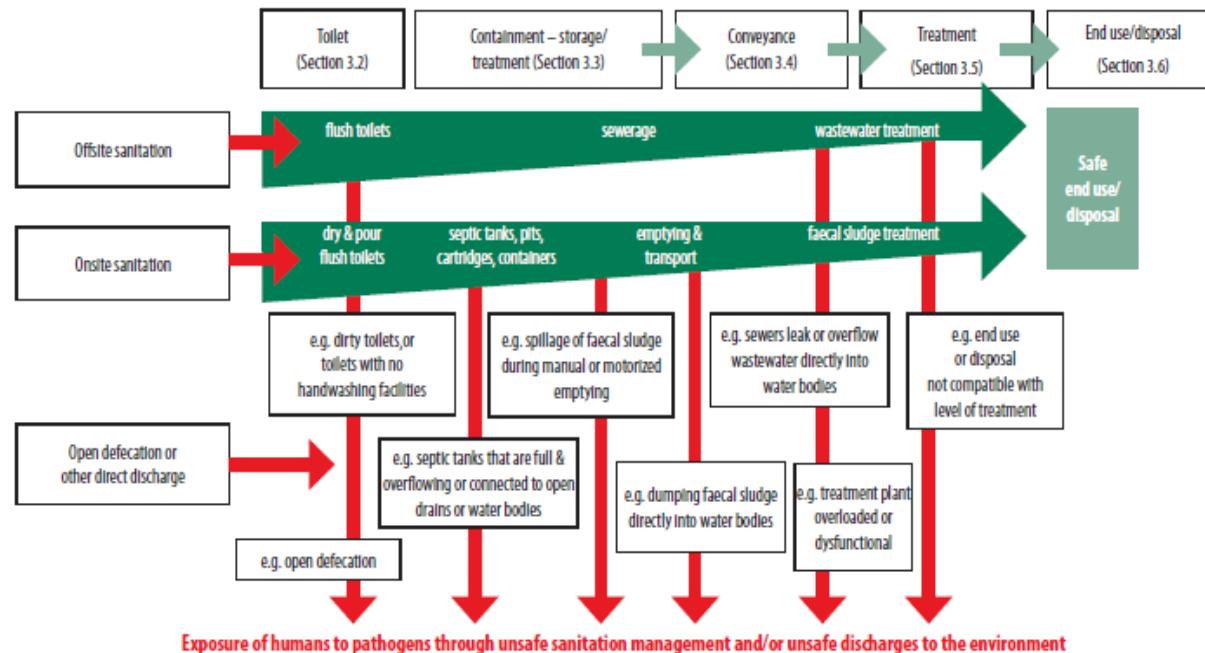 Toilet
(Section 3.2)
Containment – storage/
treatment (Section 3.3)
Conveyance
(Section 3.4)
Treatment
(Section 3.5)
End use/disposal
(Section 3.6)
Offsite sanitation
flush toilets
sewerage
wastewater treatment
Safe
end use/
disposal
Onsite sanitation
dry & pour
flush toilets
septic tanks, pits,
cartridges, containers
emptying &
transport
faecal sludge treatment
e.g. dirty toilets,or
toilets with no
handwashing facilities
e.g. spillage of faecal sludge
during manual or motorized
emptying
e.g. sewers leak or overflow
wastewater directly into
water bodies
e.g. end use
or disposal
not compatible with
level of treatment
Open defecation or
other direct discharge
e.g. septic tanks that are full &
overflowing or connected to open
drains or water bodies
e.g. dumping faecal sludge
directly into water bodies
e.g. treatment plant
overloaded or
dysfunctional
e.g. open defecation
Exposure of humans to pathogens through unsafe sanitation management and/or unsafe discharges to the environment